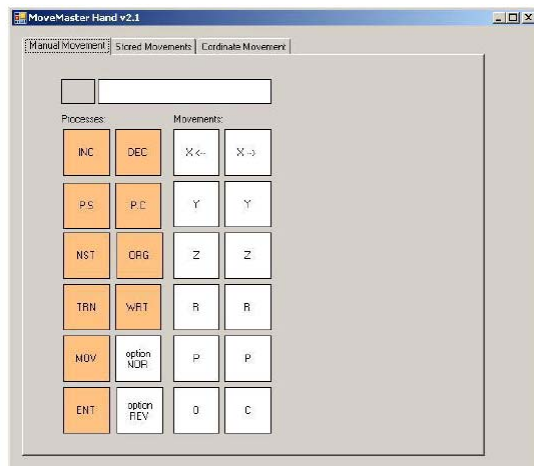 MoveMaster Hand v2.1
Manual Movement Stored Movements Cordinate Movement
Processes: Movements:
INC DEC X <-- X -->
P.S P.C Y Y
NST ORG Z Z
TRN WRT R R
MOV option NOR P P
ENT option REV O C